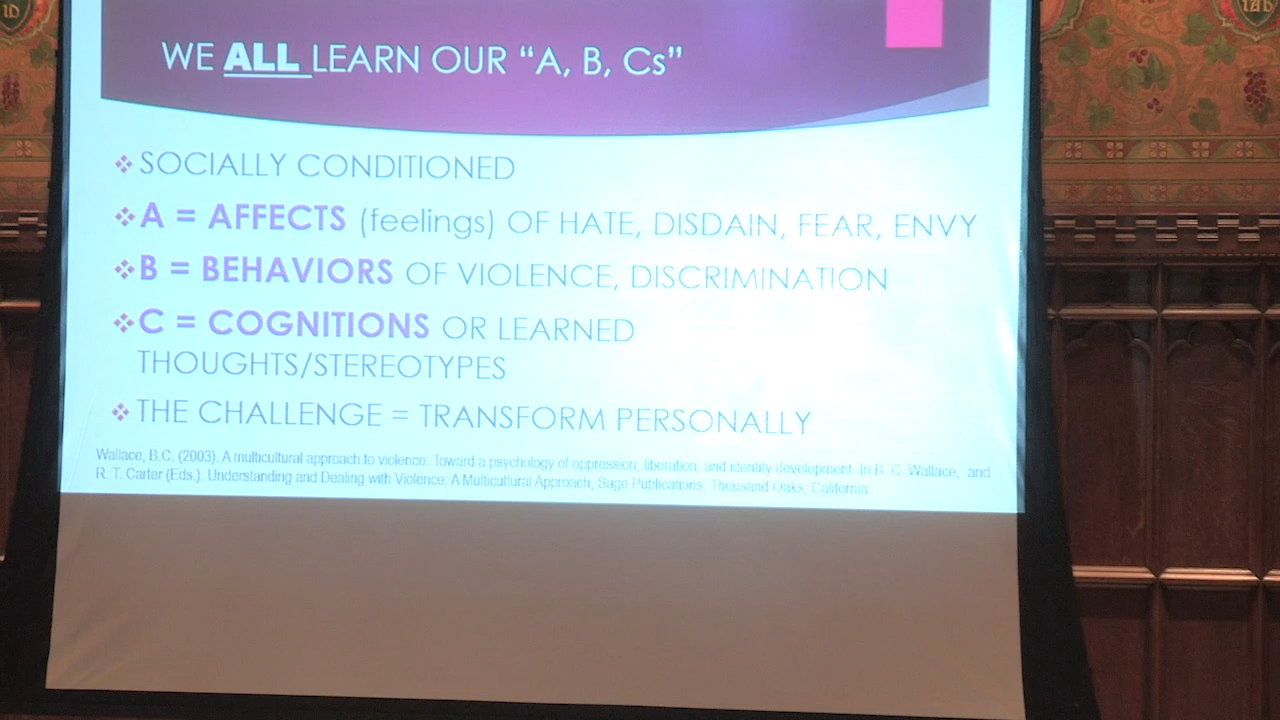 WE ALL LEARN OUR “A, B, Cs”
SOCIALLY CONDITIONED
A = AFFECTS (feelings) OF HATE, DISDAIN, FEAR, ENVY
B = BEHAVIORS OF VIOLENCE, DISCRIMINATION
C = COGNITIONS OR LEARNED
THOUGHTS/STEREOTYPES
THE CHALLENGE = TRANSFORM PERSONALLY
Wallace, B.C. (2003). A multicultural approach to violence: Toward a psychology of oppression, liberation, and identity development. In B. C. Wallace, and
R. T. Carter (Eds.). Understanding and Dealing with Violence: A Multicultural Approach, Sage Publications: Thousand Oaks, California